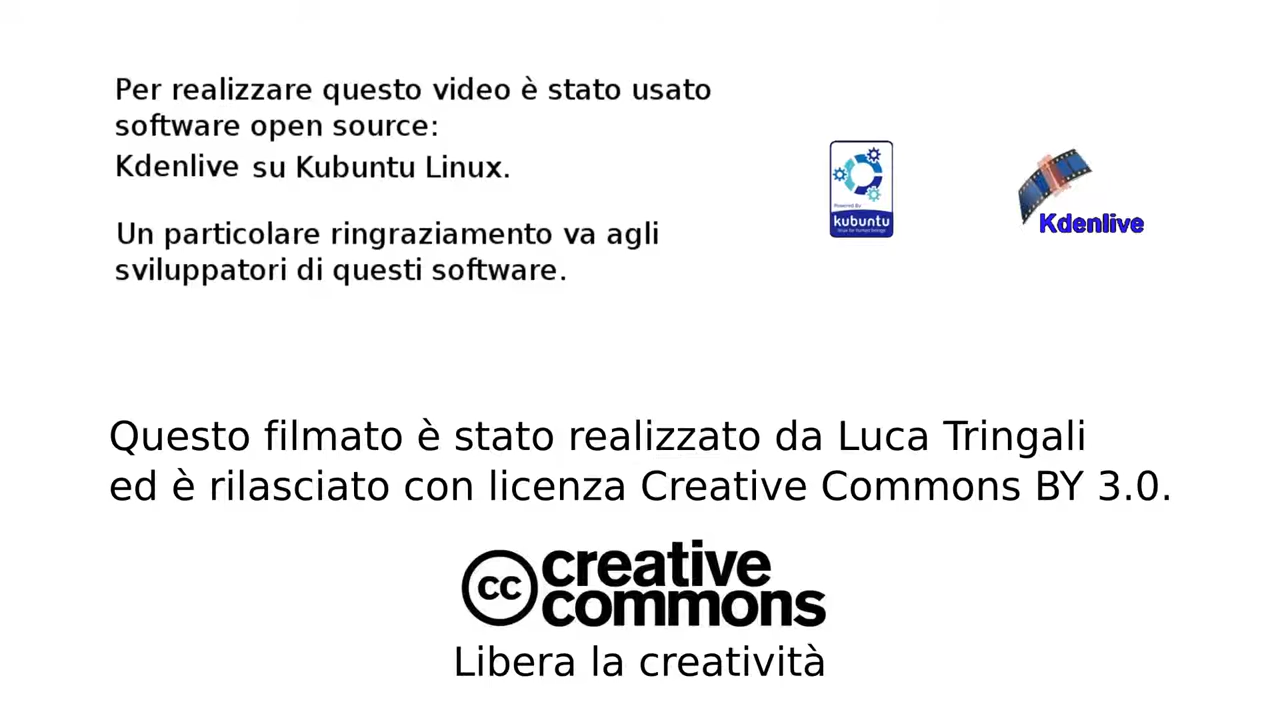 Per realizzare questo video è stato usato
software open source:
Kdenlive su Kubuntu Linux.
Un particolare ringraziamento va agli
sviluppatori di questi software.
Powered By
kubuntu
Kdenlive
Questo filmato è stato realizzato da Luca Tringali
ed è rilasciato con licenza Creative Commons BY 3.0.
cc creative
commons
Libera la creatività